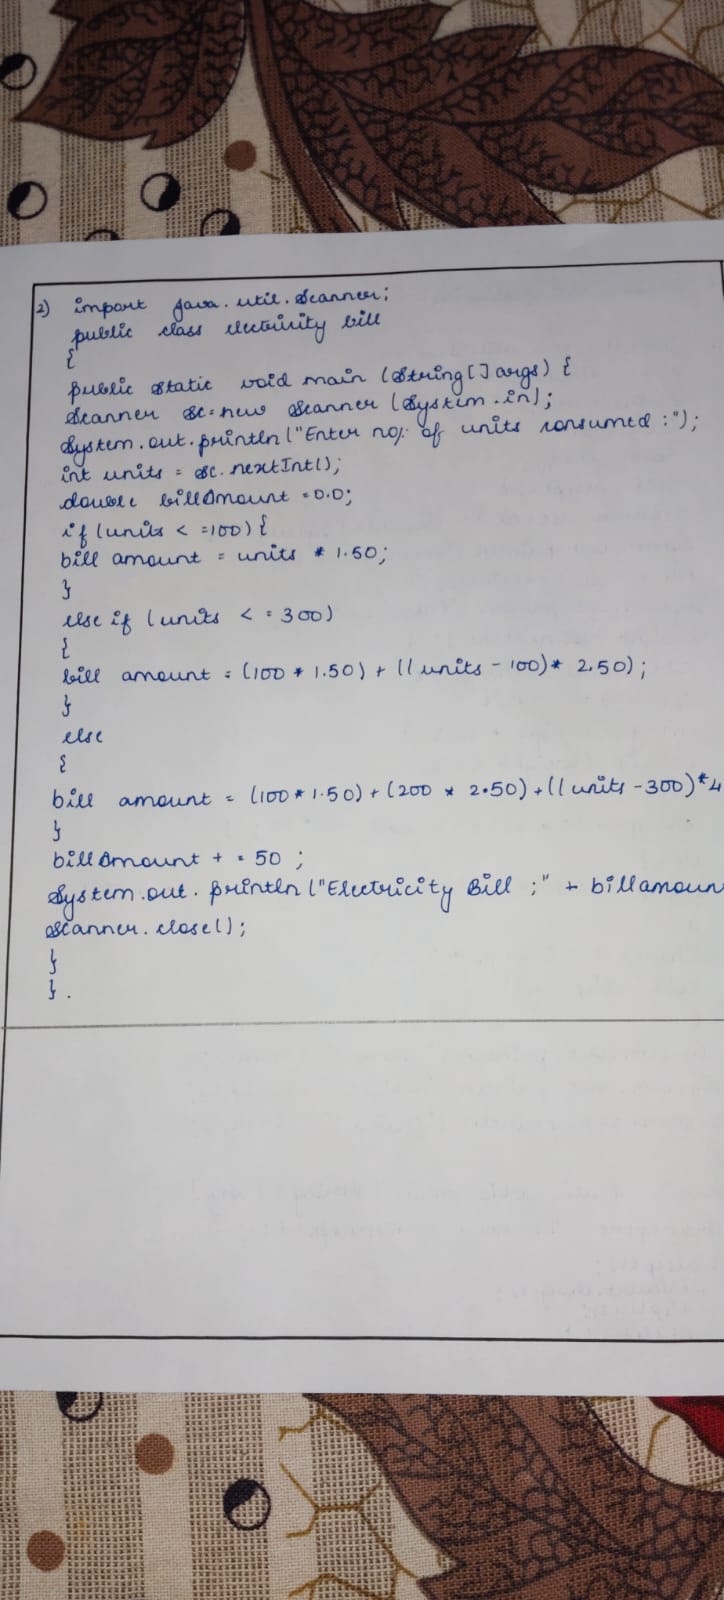 2) import java.util.Scanner;
public class electricity bill
{
public static void main (String[] args) {
Scanner sc=new Scanner (System.in);
System.out.println("Enter no/. of units consumed :");
int units = sc.nextInt();
double billAmount =0.0;
if (units < =100) {
bill amount = units * 1.50;
}
else if (units < = 300)
{
bill amount = (100 * 1.50) + ((units - 100)* 2.50);
}
else
{
bill amount = (100 * 1.50) + (200 * 2.50) + ((units -300)*4
}
billAmount + = 50 ;
System.out.println("Electricity Bill :" + billamoun
Scanner.close();
}
}.